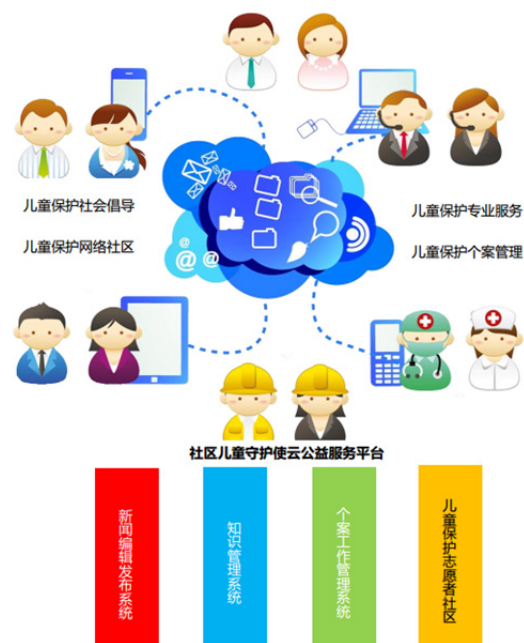 儿童保护社会倡导
儿童保护网络社区
儿童保护专业服务
儿童保护个案管理
@
@
@
社区儿童守护使云公益服务平台
新闻编辑发布系统
知识管理系统
个案工作管理系统
儿童保护志愿者社区